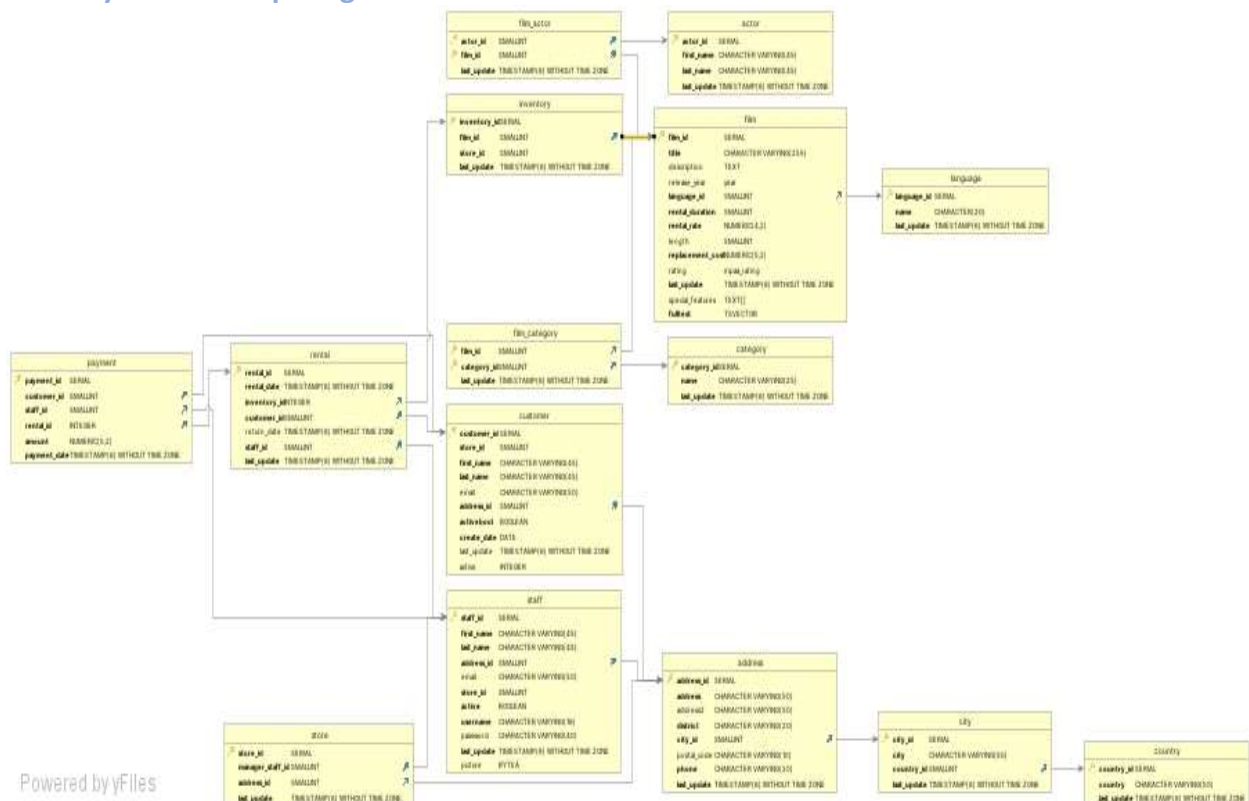 film_actor
actor_id SMALLINT
film_id SMALLINT
last_update TIMESTAMP(6) WITHOUT TIME ZONE
actor
actor_id SERIAL
first_name CHARACTER VARYING(45)
last_name CHARACTER VARYING(45)
last_update TIMESTAMP(6) WITHOUT TIME ZONE
inventory
inventory_id SERIAL
film_id SMALLINT
store_id SMALLINT
last_update TIMESTAMP(6) WITHOUT TIME ZONE
film
film_id SERIAL
title CHARACTER VARYING(255)
description TEXT
release_year year
language_id SMALLINT
rental_duration SMALLINT
rental_rate NUMERIC(4,2)
length SMALLINT
replacement_cost NUMERIC(5,2)
rating mpaa_rating
last_update TIMESTAMP(6) WITHOUT TIME ZONE
special_features TEXT[]
fulltext TSVECTOR
language
language_id SERIAL
name CHARACTER(20)
last_update TIMESTAMP(6) WITHOUT TIME ZONE
film_category
film_id SMALLINT
category_id SMALLINT
last_update TIMESTAMP(6) WITHOUT TIME ZONE
category
category_id SERIAL
name CHARACTER VARYING(25)
last_update TIMESTAMP(6) WITHOUT TIME ZONE
payment
payment_id SERIAL
customer_id SMALLINT
staff_id SMALLINT
rental_id INTEGER
amount NUMERIC(5,2)
payment_date TIMESTAMP(6) WITHOUT TIME ZONE
rental
rental_id SERIAL
rental_date TIMESTAMP(6) WITHOUT TIME ZONE
inventory_id INTEGER
customer_id SMALLINT
return_date TIMESTAMP(6) WITHOUT TIME ZONE
staff_id SMALLINT
last_update TIMESTAMP(6) WITHOUT TIME ZONE
customer
customer_id SERIAL
store_id SMALLINT
first_name CHARACTER VARYING(45)
last_name CHARACTER VARYING(45)
email CHARACTER VARYING(50)
address_id SMALLINT
activebool BOOLEAN
create_date DATE
last_update TIMESTAMP(6) WITHOUT TIME ZONE
active INTEGER
staff
staff_id SERIAL
first_name CHARACTER VARYING(45)
last_name CHARACTER VARYING(45)
address_id SMALLINT
email CHARACTER VARYING(50)
store_id SMALLINT
active BOOLEAN
username CHARACTER VARYING(16)
password CHARACTER VARYING(40)
last_update TIMESTAMP(6) WITHOUT TIME ZONE
picture BYTEA
store
store_id SERIAL
manager_staff_id SMALLINT
address_id SMALLINT
last_update TIMESTAMP(6) WITHOUT TIME ZONE
address
address_id SERIAL
address CHARACTER VARYING(50)
address2 CHARACTER VARYING(50)
district CHARACTER VARYING(20)
city_id SMALLINT
postal_code CHARACTER VARYING(10)
phone CHARACTER VARYING(20)
last_update TIMESTAMP(6) WITHOUT TIME ZONE
city
city_id SERIAL
city CHARACTER VARYING(50)
country_id SMALLINT
last_update TIMESTAMP(6) WITHOUT TIME ZONE
country
country_id SERIAL
country CHARACTER VARYING(50)
last_update TIMESTAMP(6) WITHOUT TIME ZONE
Powered by yFiles